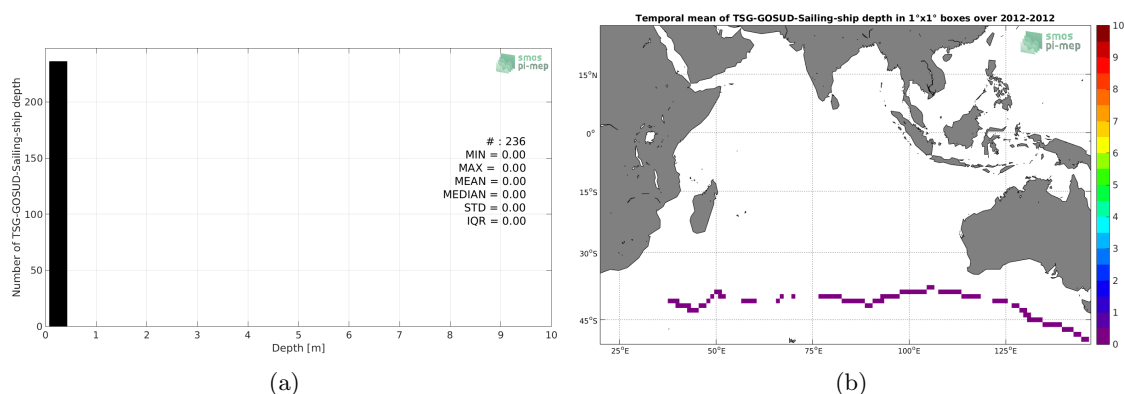 smos
pi-mep
Number of TSG-GOSUD-Sailing-ship depth
200
150
100
50
0
# : 236
MIN = 0.00
MAX = 0.00
MEAN = 0.00
MEDIAN = 0.00
STD = 0.00
IQR = 0.00
0 1 2 3 4 5 6 7 8 9 10
Depth [m]
(a)
Temporal mean of TSG-GOSUD-Sailing-ship depth in 1°x1° boxes over 2012-2012
smos
pi-mep
15°N
0°
15°S
30°S
45°S
25°E 50°E 75°E 100°E 125°E
10
9
8
7
6
5
4
3
2
1
0
(b)